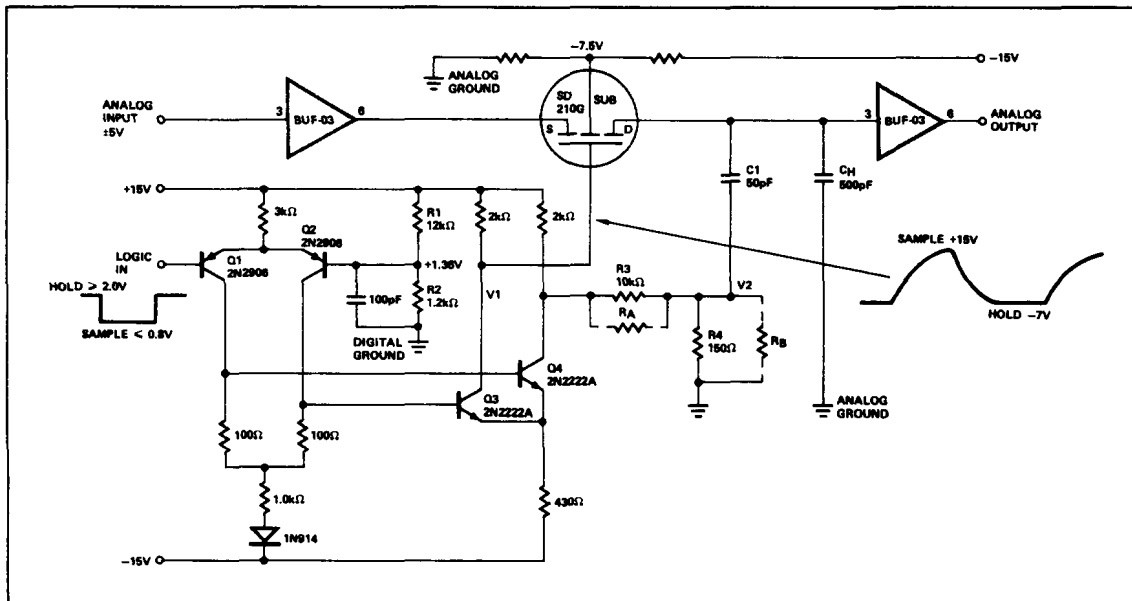 −7.5V
−15V
ANALOG
GROUND
SD
210G
SUB
S
D
ANALOG
INPUT
±5V
3
BUF-03
6
3
BUF-03
6
ANALOG
OUTPUT
C1
50pF
CH
500pF
+15V
3kΩ
R1
12kΩ
2kΩ
2kΩ
Q2
2N2906
LOGIC
IN
Q1
2N2906
+1.36V
HOLD ≥ 2.0V
SAMPLE < 0.8V
100pF
R2
1.2kΩ
DIGITAL
GROUND
V1
R3
10kΩ
RA
V2
R4
150Ω
RB
SAMPLE +15V
HOLD −7V
Q4
2N2222A
Q3
2N2222A
ANALOG
GROUND
100Ω
100Ω
1.0kΩ
430Ω
1N914
−15V